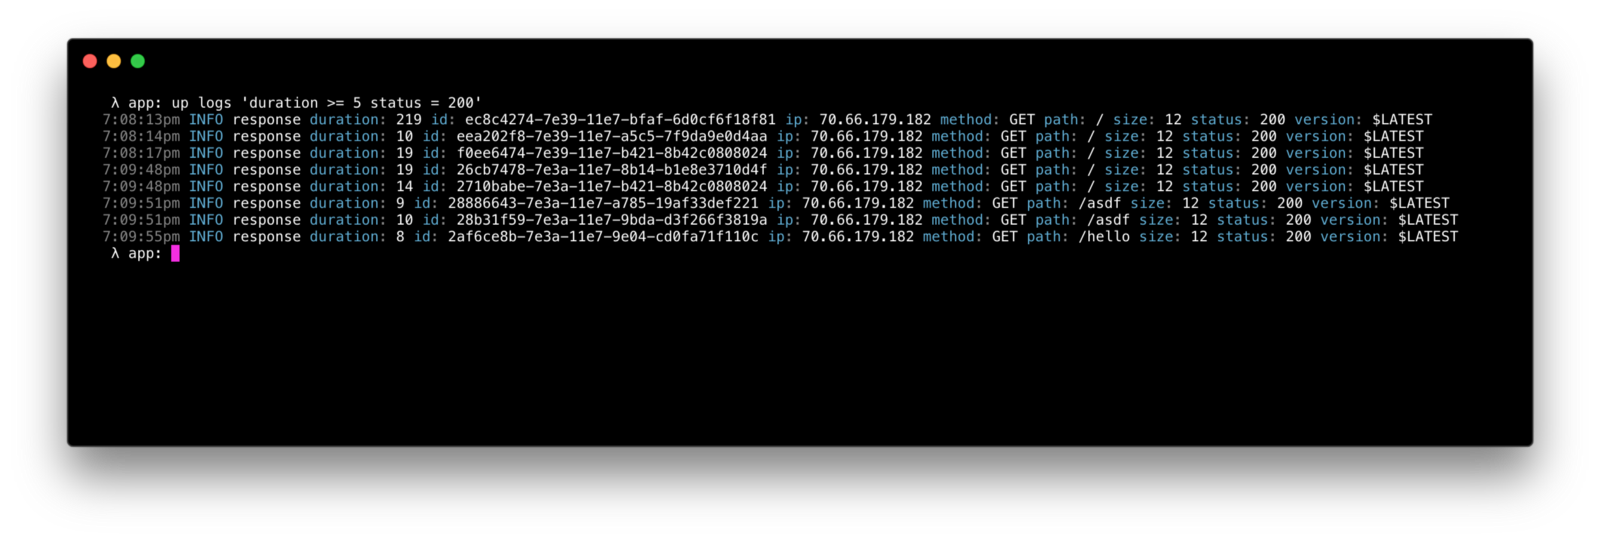 λ app: up logs 'duration >= 5 status = 200'
7:08:13pm INFO response duration: 219 id: ec8c4274-7e39-11e7-bfaf-6d0cf6f18f81 ip: 70.66.179.182 method: GET path: / size: 12 status: 200 version: $LATEST
7:08:14pm INFO response duration: 10 id: eea202f8-7e39-11e7-a5c5-7f9da9e0d4aa ip: 70.66.179.182 method: GET path: / size: 12 status: 200 version: $LATEST
7:08:17pm INFO response duration: 19 id: f0ee6474-7e39-11e7-b421-8b42c0808024 ip: 70.66.179.182 method: GET path: / size: 12 status: 200 version: $LATEST
7:09:48pm INFO response duration: 19 id: 26cb7478-7e3a-11e7-8b14-b1e8e3710d4f ip: 70.66.179.182 method: GET path: / size: 12 status: 200 version: $LATEST
7:09:48pm INFO response duration: 14 id: 2710babe-7e3a-11e7-b421-8b42c0808024 ip: 70.66.179.182 method: GET path: / size: 12 status: 200 version: $LATEST
7:09:51pm INFO response duration: 9 id: 28886643-7e3a-11e7-a785-19af33def221 ip: 70.66.179.182 method: GET path: /asdf size: 12 status: 200 version: $LATEST
7:09:51pm INFO response duration: 10 id: 28b31f59-7e3a-11e7-9bda-d3f266f3819a ip: 70.66.179.182 method: GET path: /asdf size: 12 status: 200 version: $LATEST
7:09:55pm INFO response duration: 8 id: 2af6ce8b-7e3a-11e7-9e04-cd0fa71f110c ip: 70.66.179.182 method: GET path: /hello size: 12 status: 200 version: $LATEST
λ app: